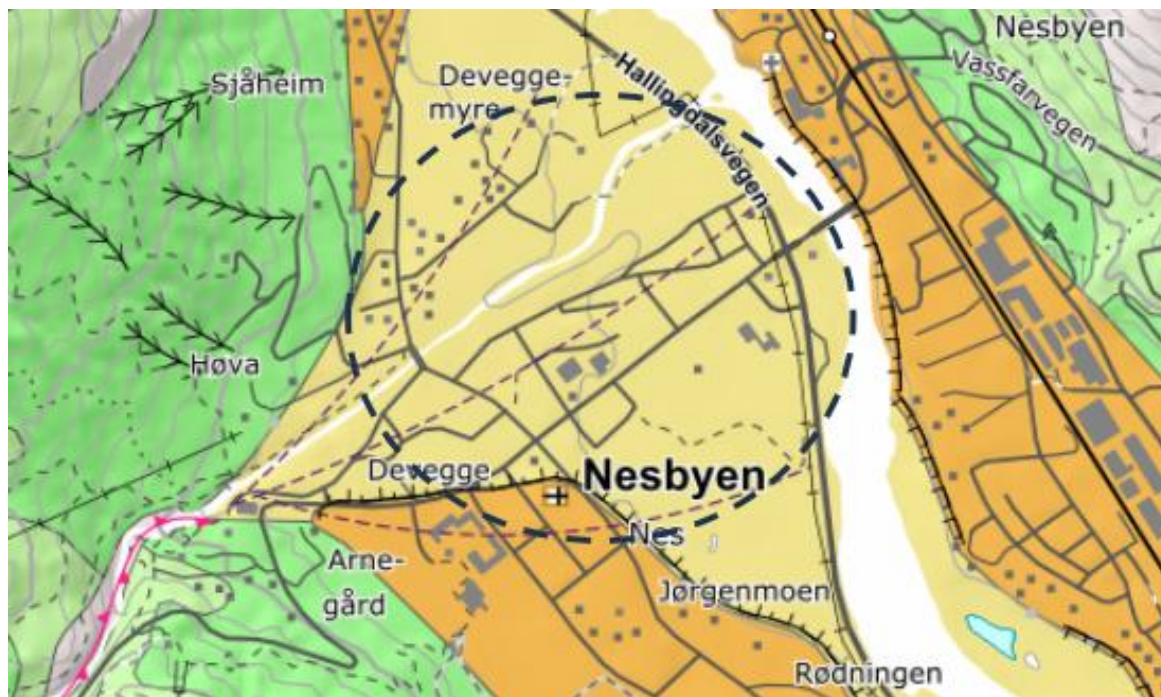 Nesbyen
Sjåheim
Devegge-
myre
Hallingdalsvegen
Vassfarvegen
Høva
Devegge
Nesbyen
Nes
Arne-
gård
Jørgenmoen
Rødningen